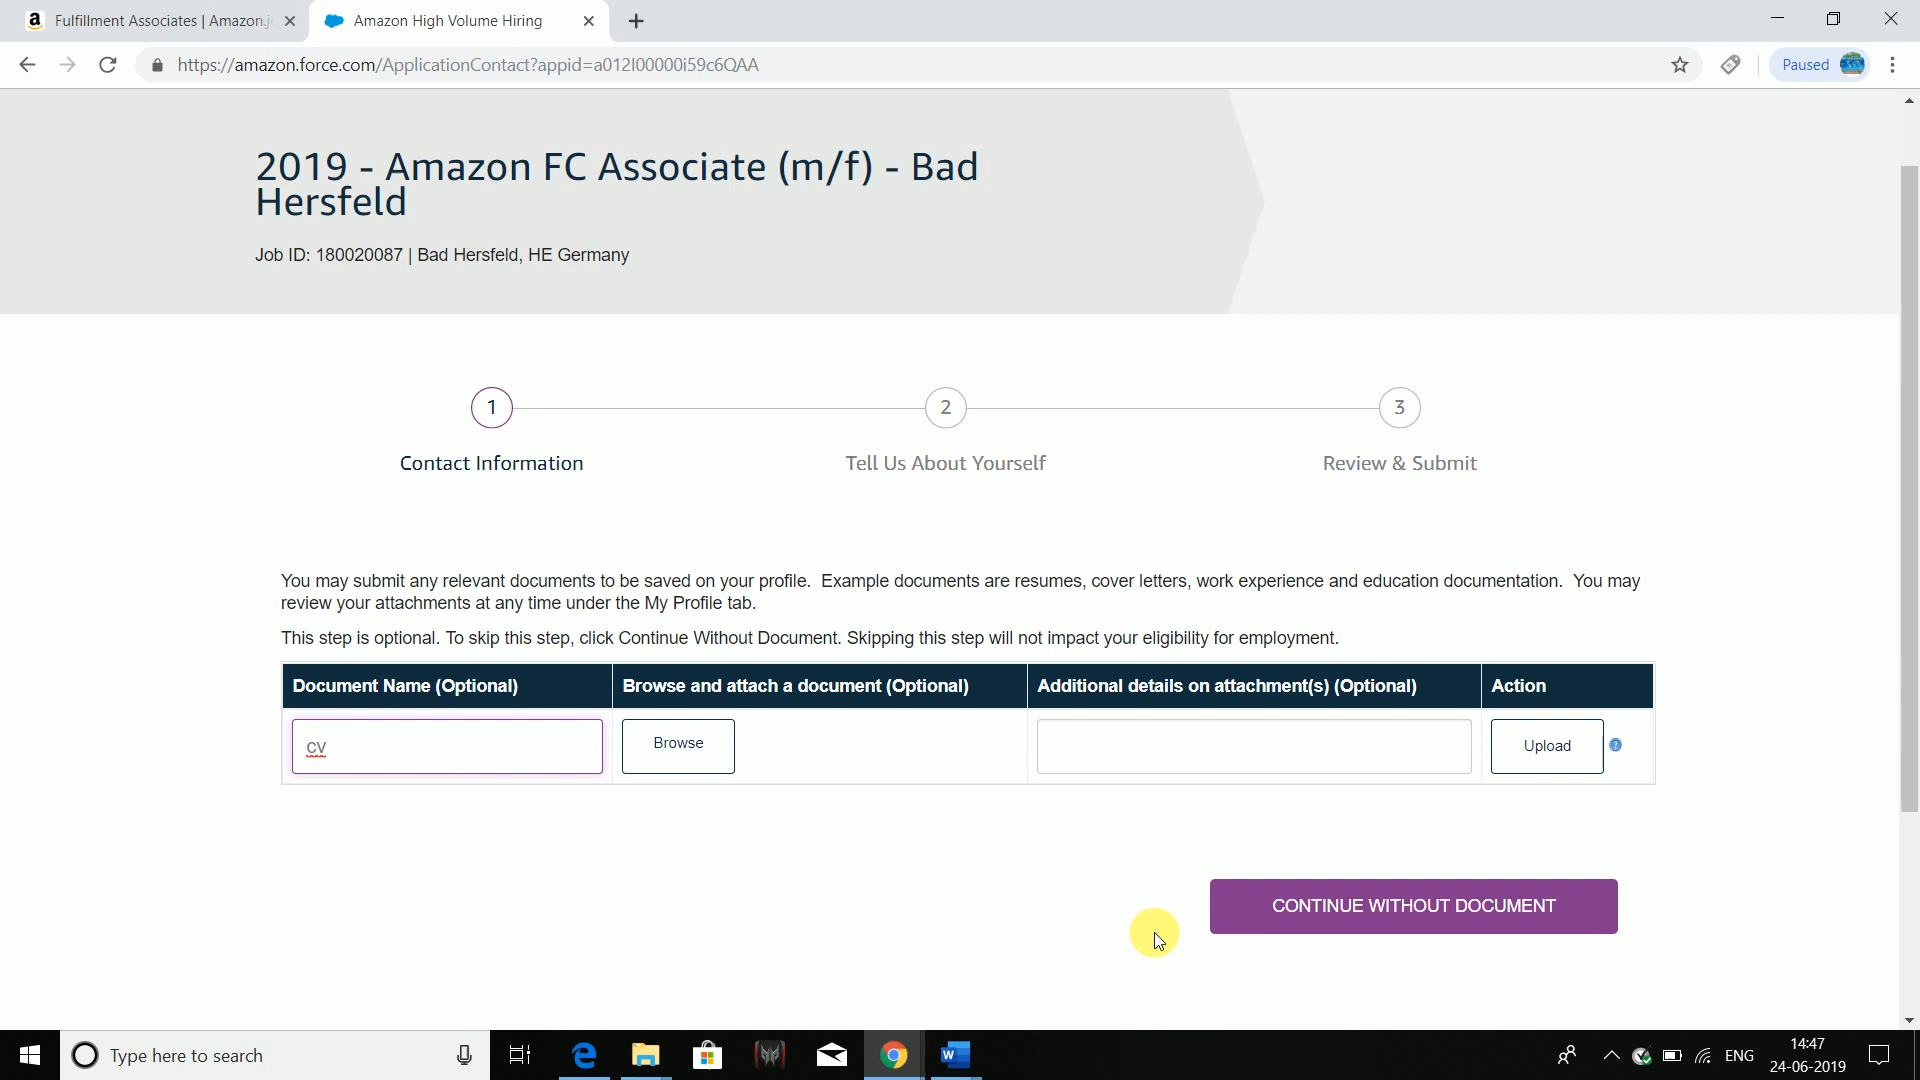 Fulfillment Associates | Amazon.j
Amazon High Volume Hiring
https://amazon.force.com/ApplicationContact?appid=a012I00000i59c6QAA
Paused
2019 - Amazon FC Associate (m/f) - Bad
Hersfeld
Job ID: 180020087 | Bad Hersfeld, HE Germany
1
2
3
Contact Information
Tell Us About Yourself
Review & Submit
You may submit any relevant documents to be saved on your profile. Example documents are resumes, cover letters, work experience and education documentation. You may
review your attachments at any time under the My Profile tab.
This step is optional. To skip this step, click Continue Without Document. Skipping this step will not impact your eligibility for employment.
Document Name (Optional)
Browse and attach a document (Optional)
Additional details on attachment(s) (Optional)
Action
cv
Browse
Upload
?
CONTINUE WITHOUT DOCUMENT
Type here to search
ENG
14:47
24-06-2019